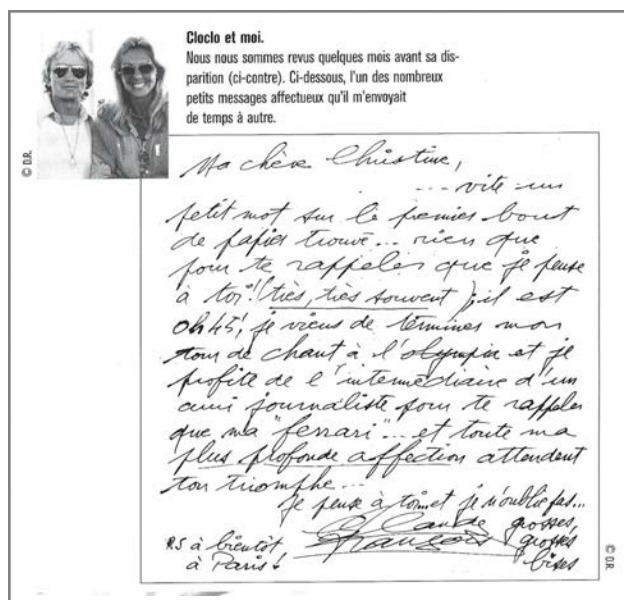 Cloclo et moi.
Nous nous sommes revus quelques mois avant sa dis-
parition (ci-contre). Ci-dessous, l'un des nombreux
petits messages affectueux qu'il m'envoyait
de temps à autre.
© D.R.
Ma chère Christine,
... vite un
petit mot sur le premier bout
de papier trouvé... rien que
pour te rappeler que je pense
à toi! (très, très souvent); il est
0h45', je viens de terminer mon
tour de chant à l'olympia et je
profite de l'intermédiaire d'un
ami journaliste pour te rappeler
que ma "ferrari"... et toute ma
plus profonde affection attendent
ton triomphe...
je pense à toi... et je n'oublie pas...
Claude
François
grosses,
grosses
bises
P.S à bientôt
à Paris!
© D.R.